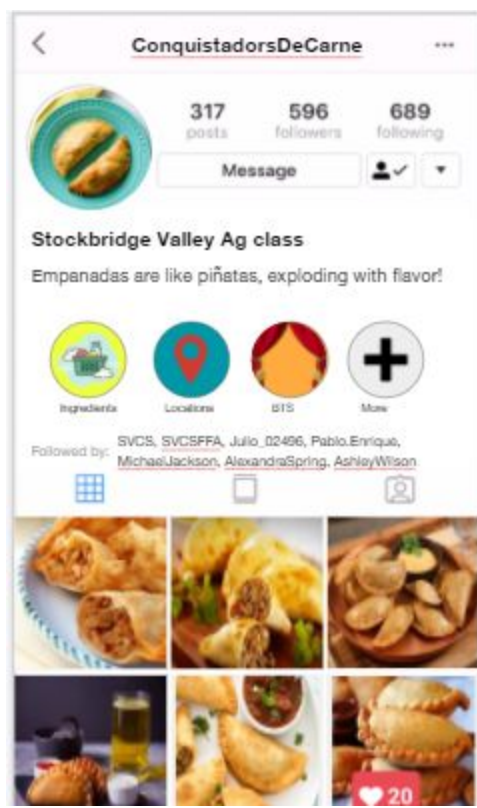 ConquistadorsDeCarne
317 596 689
posts followers following
Message
Stockbridge Valley Ag class
Empanadas are like piñatas, exploding with flavor!
Ingredients Locations BTS More
Followed by: SVCS, SVCSFFA, Julio_02496, Pablo.Enrique,
MichaelJackson, AlexandraSpring, AshleyWilson
20